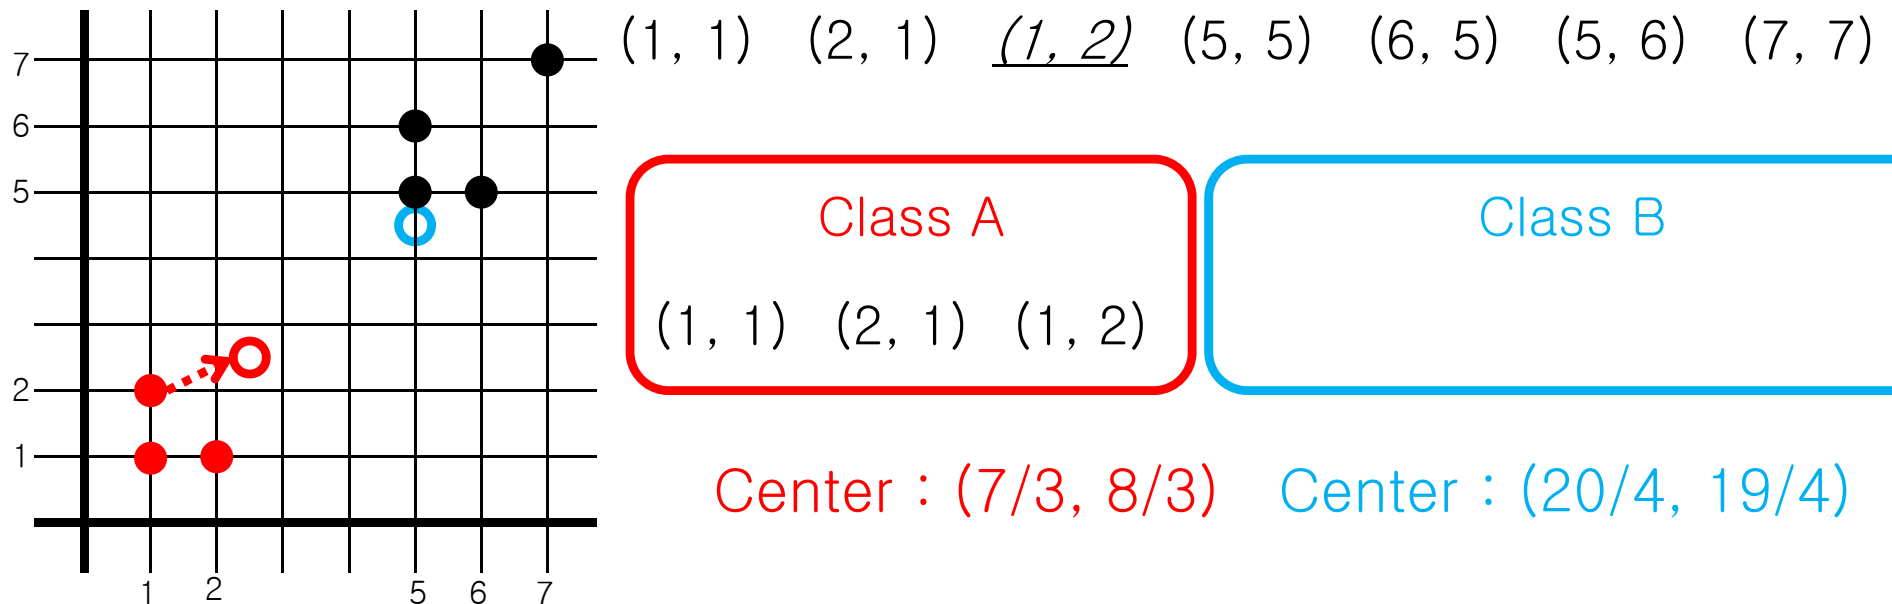 (1, 1) (2, 1) (1, 2) (5, 5) (6, 5) (5, 6) (7, 7)
7
6
5
2
1
1 2 5 6 7
Class A
(1, 1) (2, 1) (1, 2)
Class B
Center : (7/3, 8/3)
Center : (20/4, 19/4)